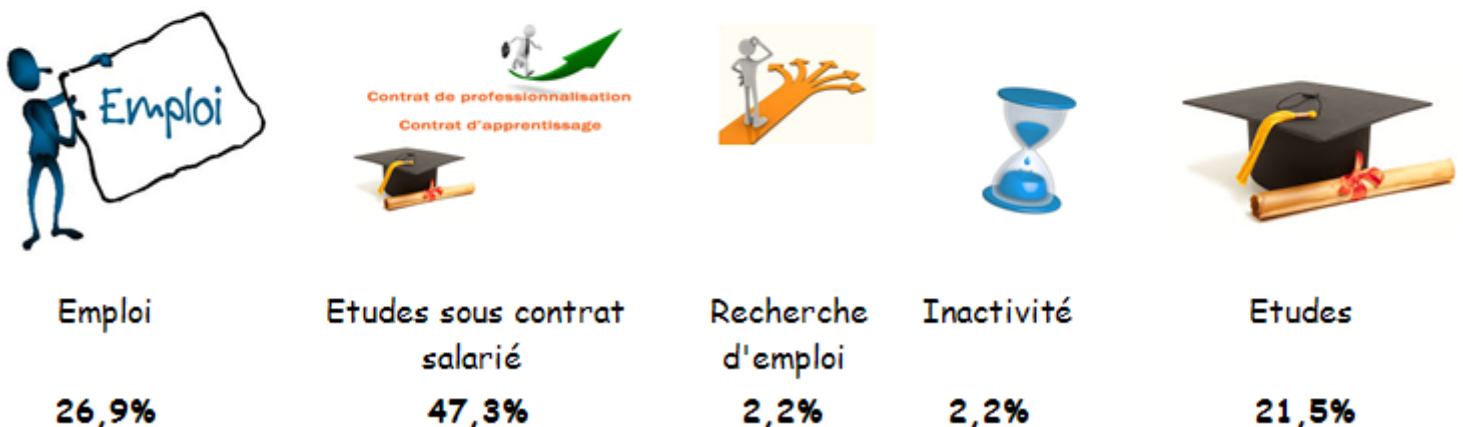 Emploi
Contrat de professionnalisation
Contrat d'apprentissage
Emploi
Etudes sous contrat
salarié
Recherche
d'emploi
Inactivité
Etudes
26,9%
47,3%
2,2%
2,2%
21,5%